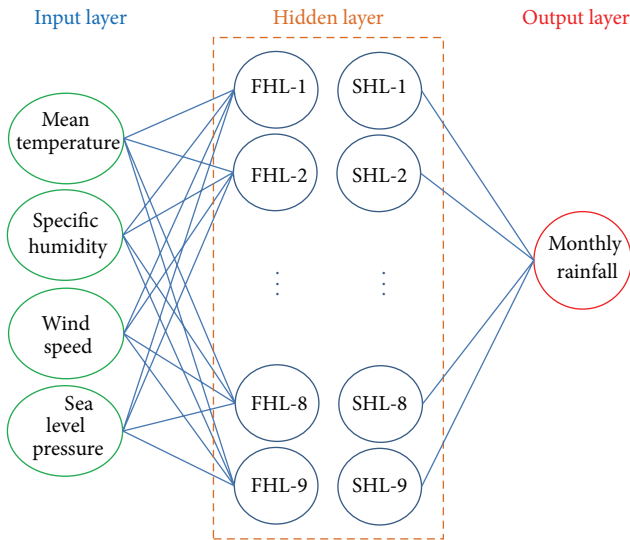 Input layer
Hidden layer
Output layer
Mean
temperature
Specific
humidity
Wind
speed
Sea
level
pressure
FHL-1
SHL-1
FHL-2
SHL-2
⋮
⋮
FHL-8
SHL-8
FHL-9
SHL-9
Monthly
rainfall